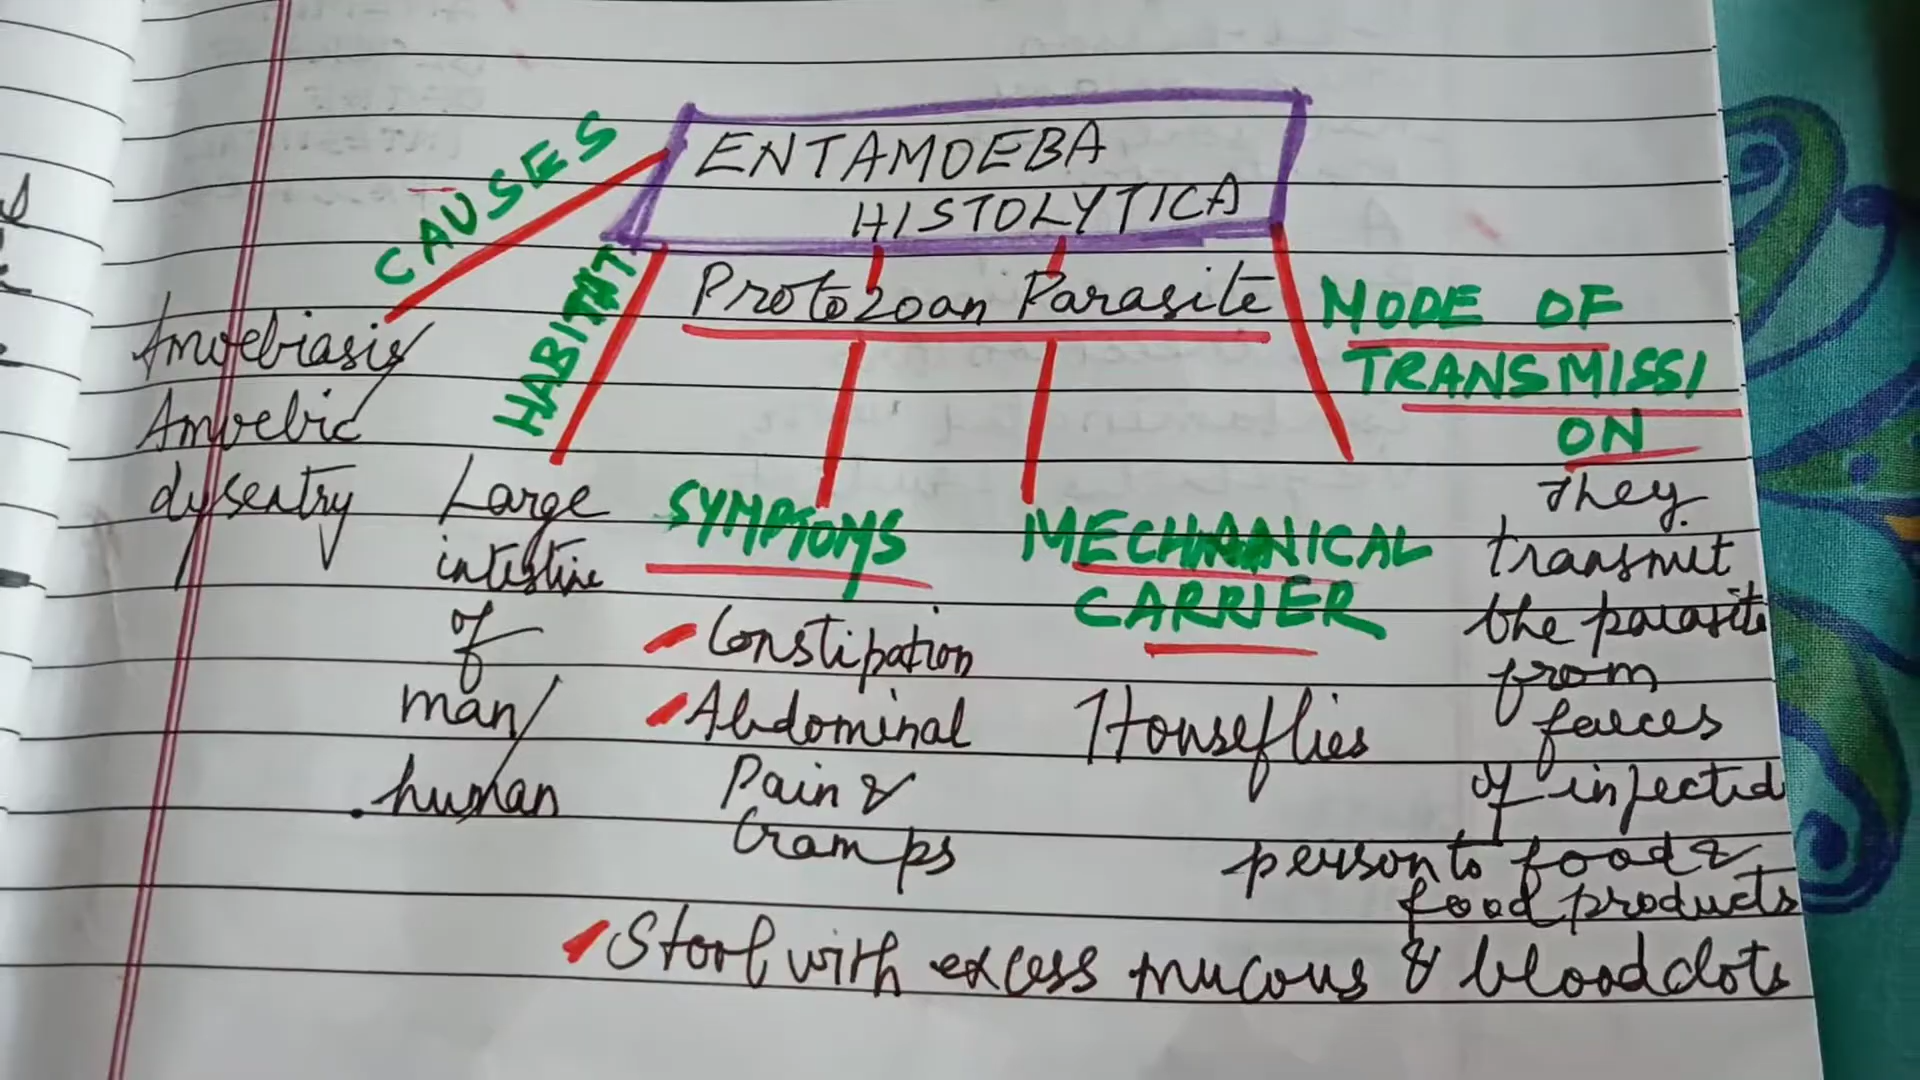 ENTAMOEBA
HISTOLYTICA
Protozoan Parasite
CAUSES
Amoebiasis/
Amoebic
dysentry
HABITAT
Large
intestine
of
man/
human
SYMPTOMS
Constipation
Abdominal
Pain &
Cramps
Stool with excess mucous & blood clots
MECHANICAL
CARRIER
Houseflies
MODE OF
TRANSMISSI
ON
They
transmit
the parasite
from
faeces
of infected
person to food &
food products